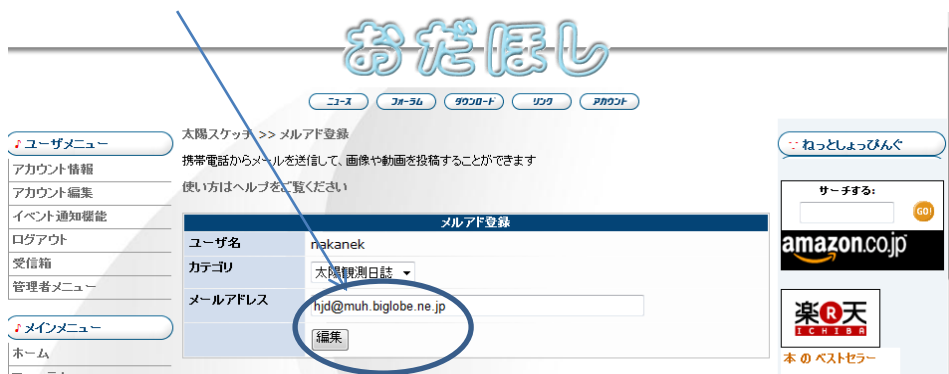 おだほし
ニュース フォーラム ダウンロード リンク アカウント
ユーザメニュー
アカウント情報
アカウント編集
イベント通知機能
ログアウト
受信箱
管理者メニュー
メインメニュー
ホーム
太陽スケッチ >> メルアド登録
携帯電話からメールを送信して、画像や動画を投稿することができます
使い方はヘルプをご覧ください
メルアド登録
ユーザ名 nakanek
カテゴリ 太陽観測日誌
メールアドレス hjd@muh.biglobe.ne.jp
編集
ねっとしょっぴんぐ
サーチする:
GO!
amazon.co.jp
楽R天
ICHIBA
本 の ベストセラー